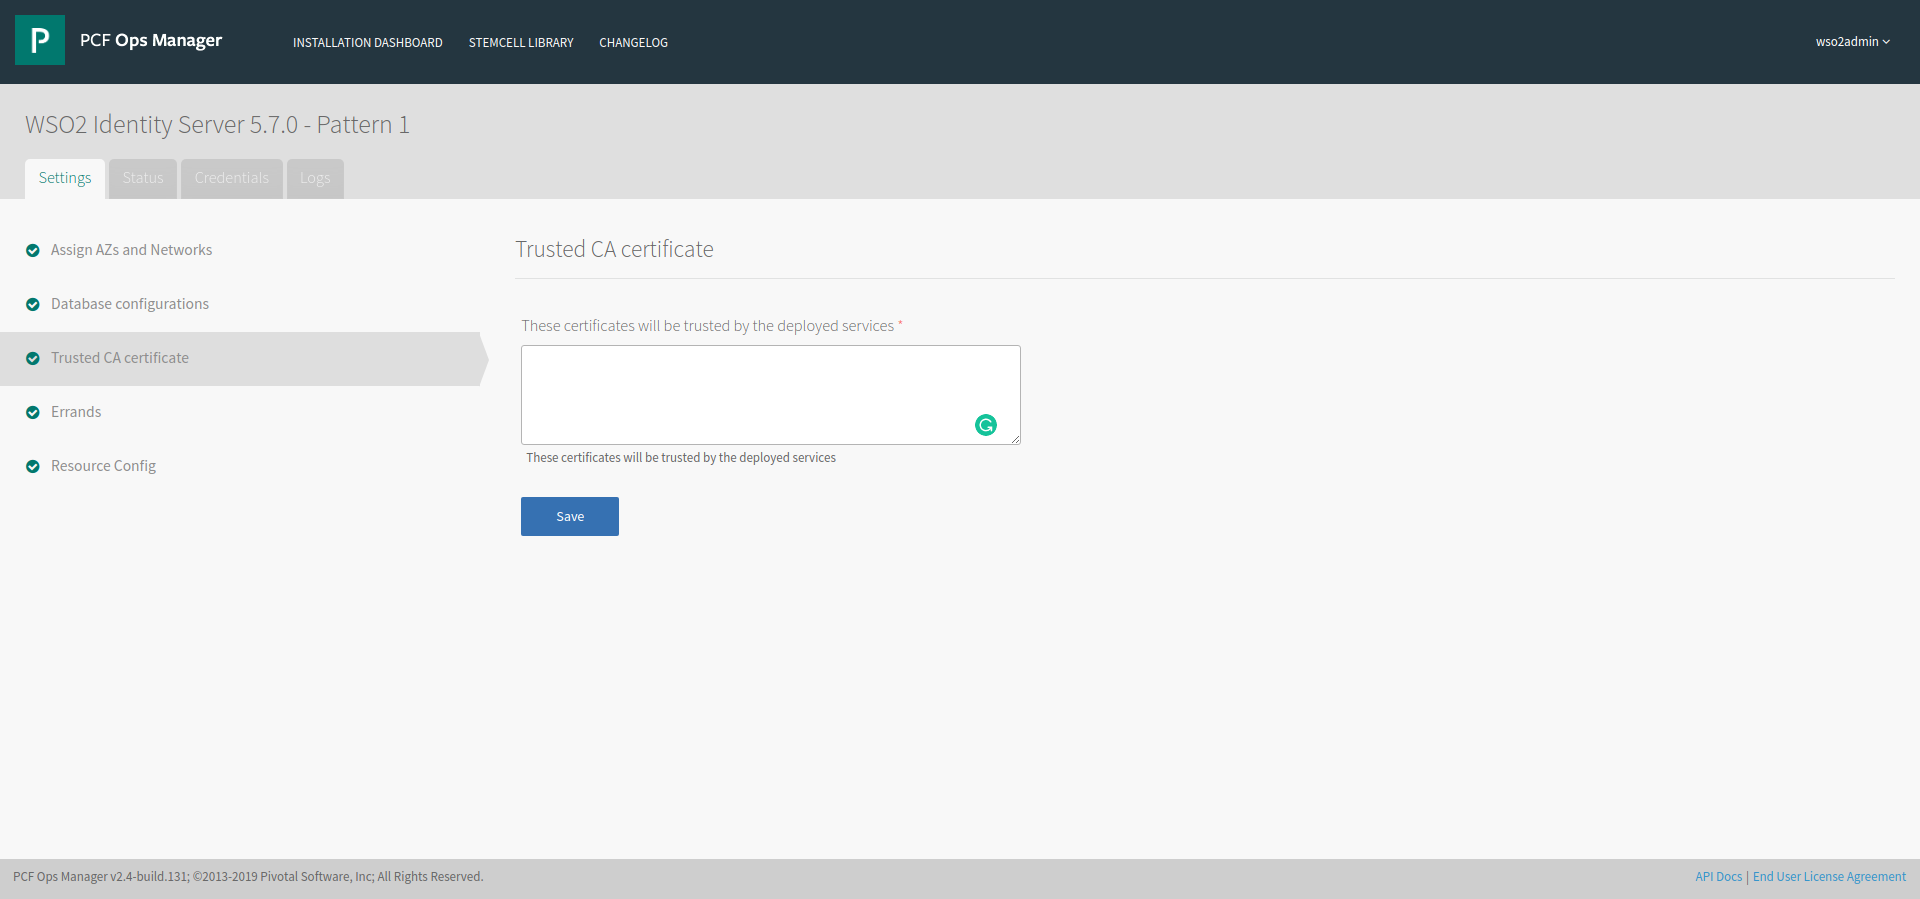 P PCF Ops Manager INSTALLATION DASHBOARD STEMCELL LIBRARY CHANGELOG wso2admin
WSO2 Identity Server 5.7.0 - Pattern 1
Settings Status Credentials Logs
Assign AZs and Networks
Database configurations
Trusted CA certificate
Errands
Resource Config
Trusted CA certificate
These certificates will be trusted by the deployed services *
These certificates will be trusted by the deployed services
Save
PCF Ops Manager v2.4-build.131; ©2013-2019 Pivotal Software, Inc; All Rights Reserved. API Docs | End User License Agreement